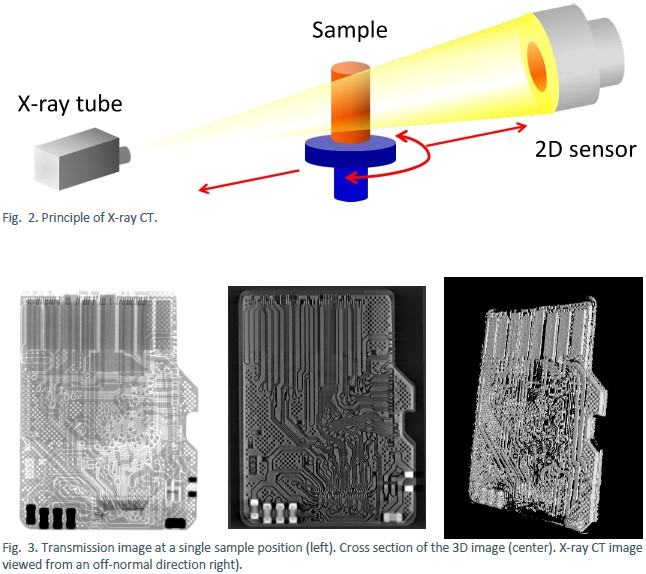 Sample
X-ray tube
2D sensor
Fig. 2. Principle of X-ray CT.
Fig. 3. Transmission image at a single sample position (left). Cross section of the 3D image (center). X-ray CT image
viewed from an off-normal direction right).